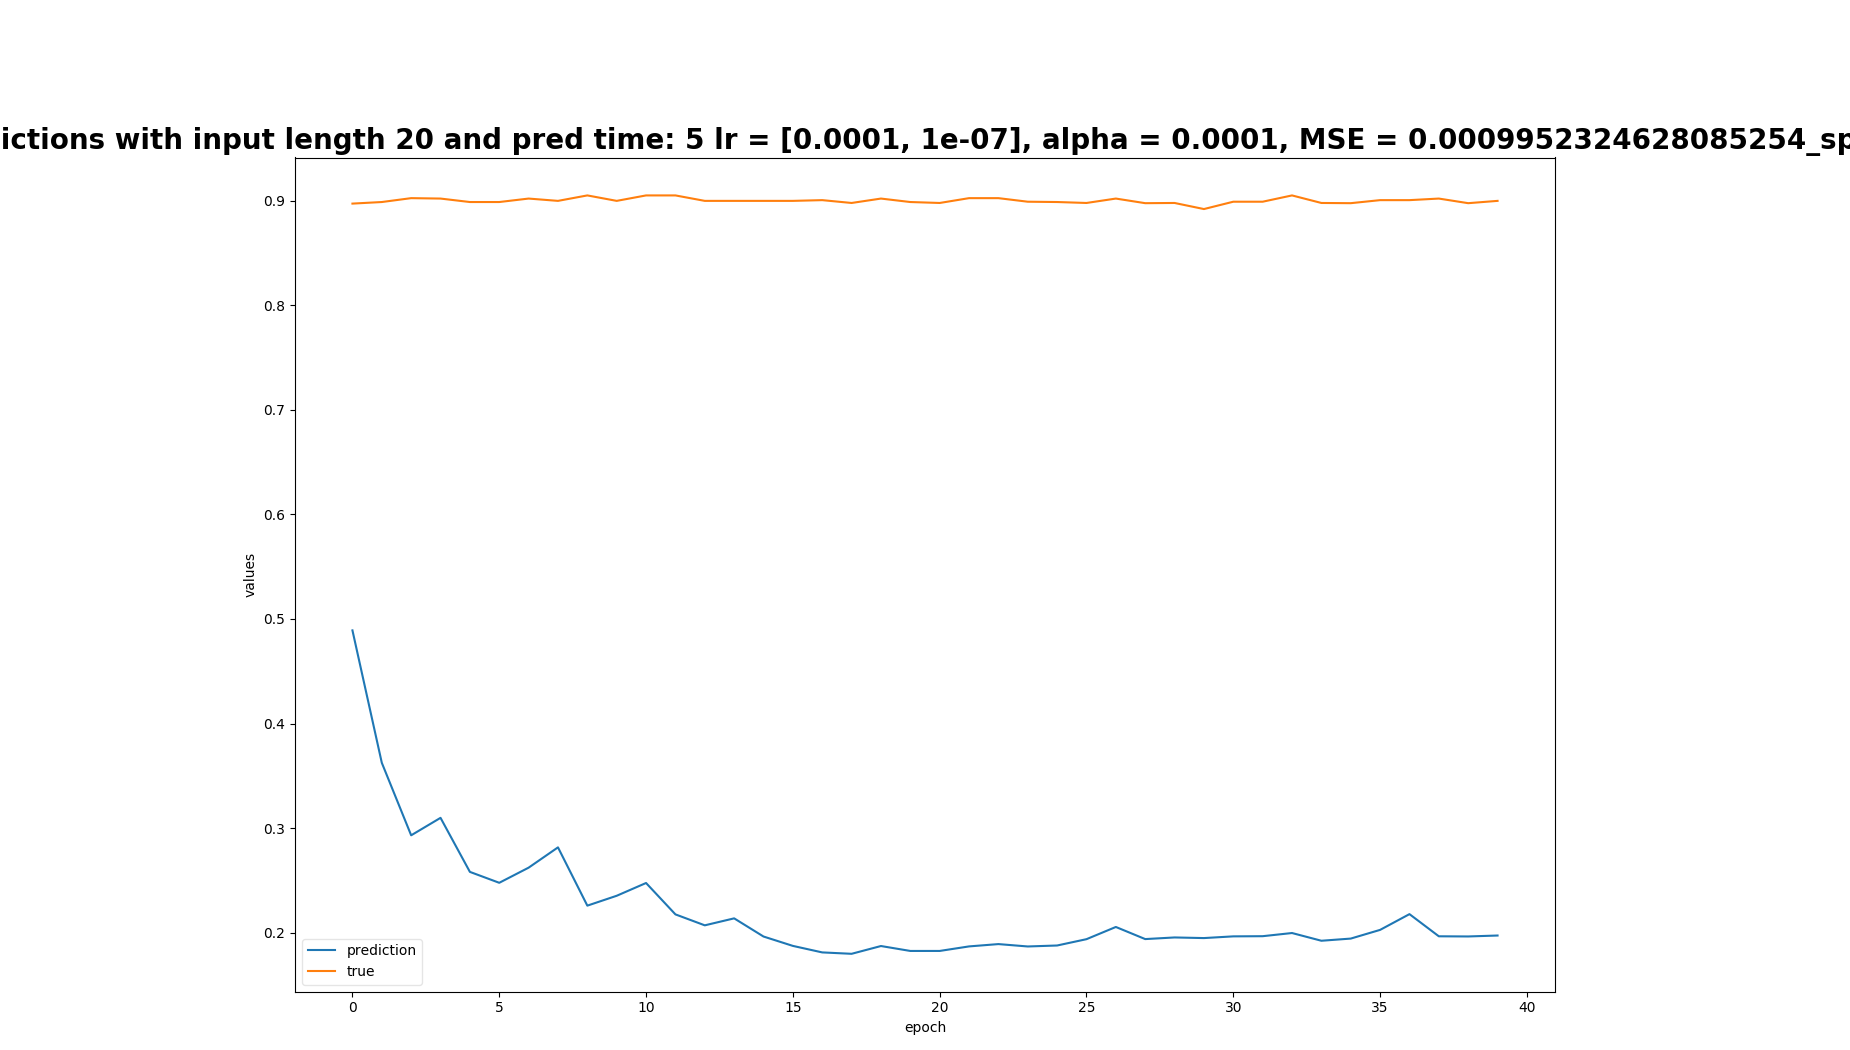 ictions with input length 20 and pred time: 5 lr = [0.0001, 1e-07], alpha = 0.0001, MSE = 0.0009952324628085254_sp
0.9
0.8
0.7
0.6
0.5
0.4
0.3
0.2
values
prediction
true
0 5 10 15 20 25 30 35 40
epoch